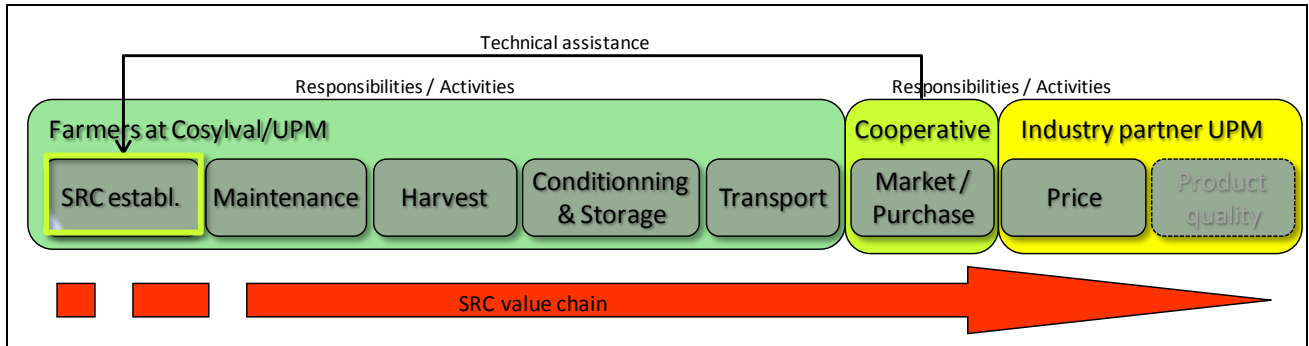 Technical assistance
Responsibilities / Activities
Responsibilities / Activities
Farmers at Cosylval/UPM
Cooperative
Industry partner UPM
SRC establ.
Maintenance
Harvest
Conditionning
& Storage
Transport
Market /
Purchase
Price
Product
quality
SRC value chain